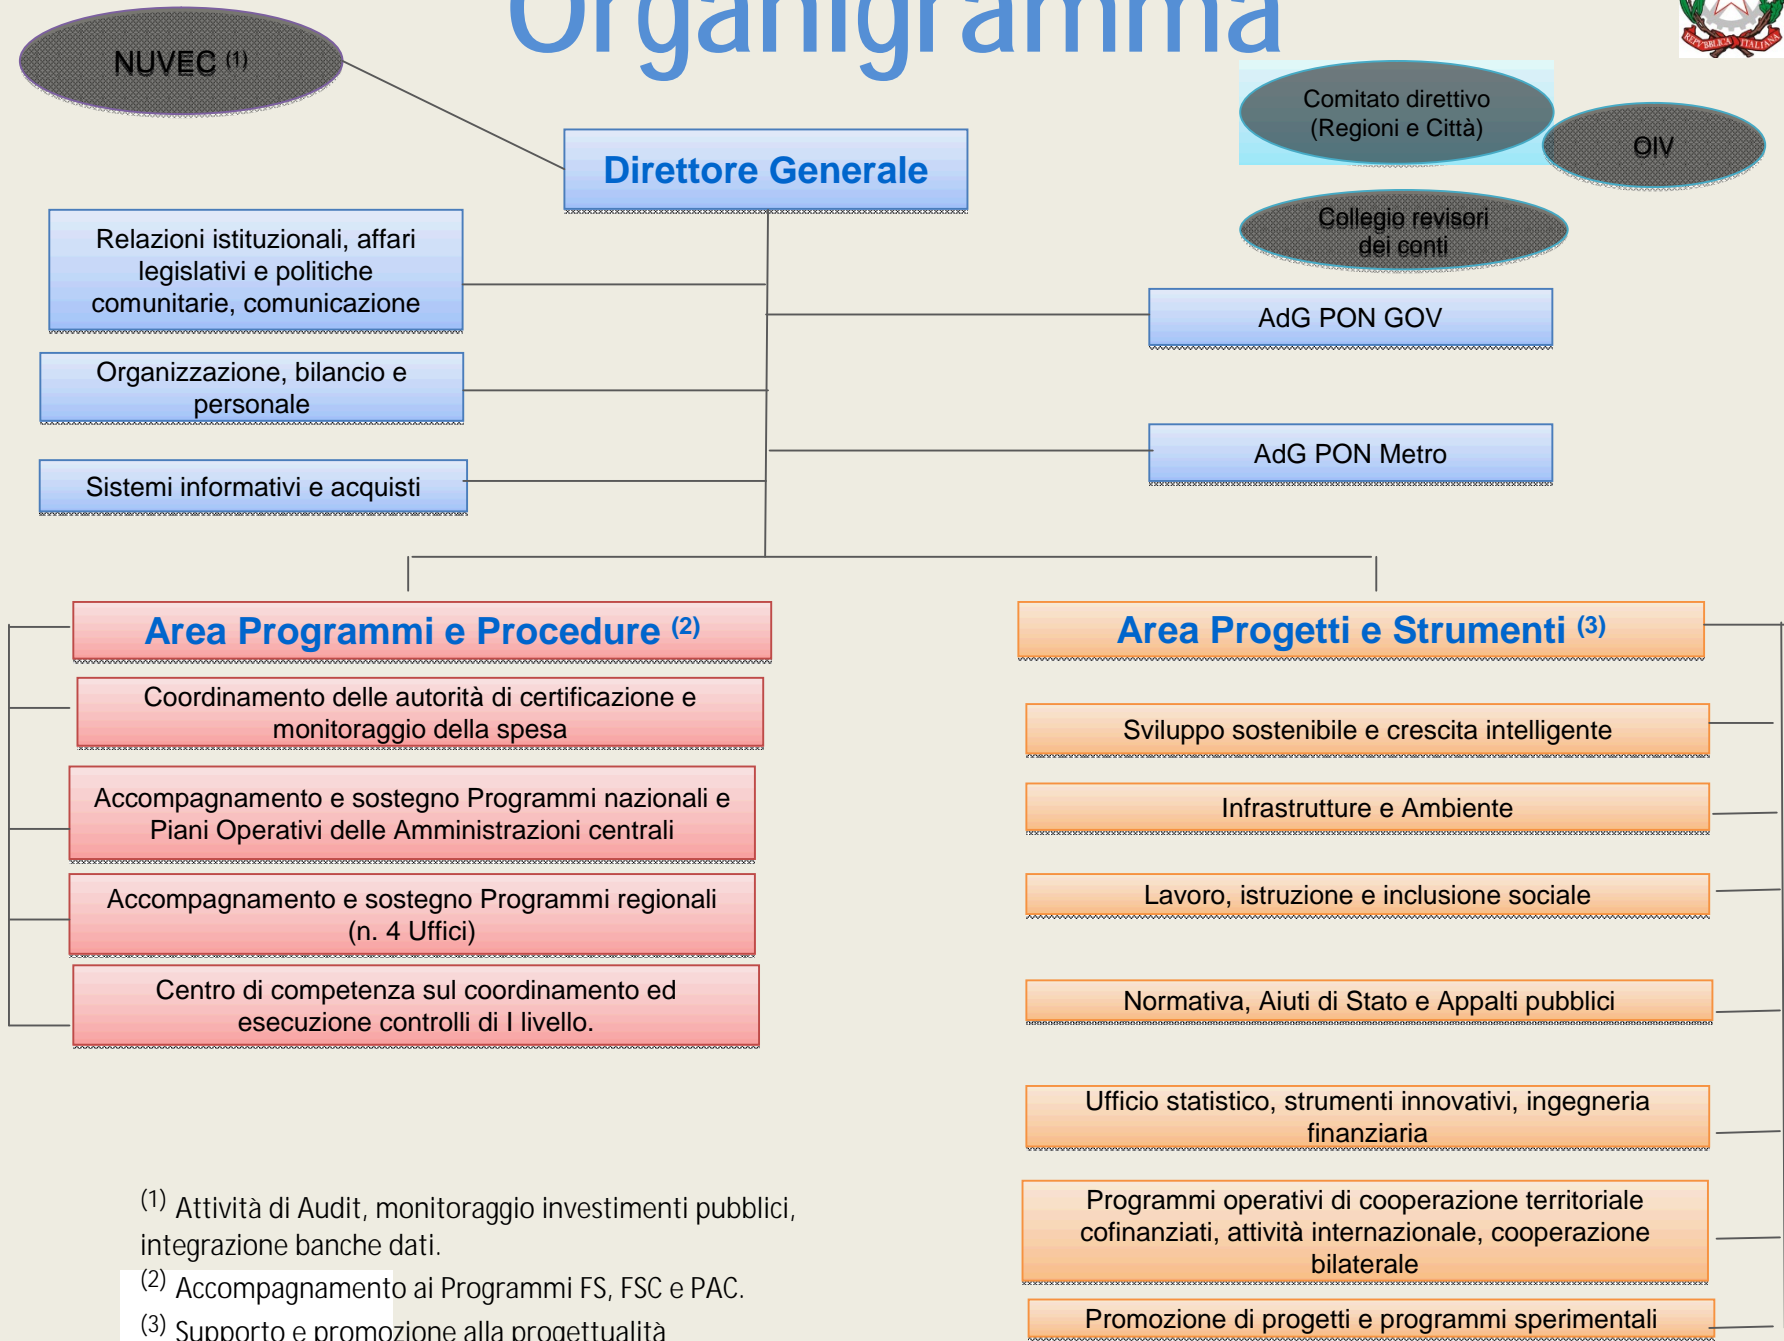 Organigramma
REPVBBLICA ITALIANA
NUVEC (1)
Comitato direttivo
(Regioni e Città)
OIV
Direttore Generale
Collegio revisori
dei conti
Relazioni istituzionali, affari
legislativi e politiche
comunitarie, comunicazione
AdG PON GOV
Organizzazione, bilancio e
personale
AdG PON Metro
Sistemi informativi e acquisti
Area Programmi e Procedure (2)
Coordinamento delle autorità di certificazione e
monitoraggio della spesa
Accompagnamento e sostegno Programmi nazionali e
Piani Operativi delle Amministrazioni centrali
Accompagnamento e sostegno Programmi regionali
(n. 4 Uffici)
Centro di competenza sul coordinamento ed
esecuzione controlli di I livello.
Area Progetti e Strumenti (3)
Sviluppo sostenibile e crescita intelligente
Infrastrutture e Ambiente
Lavoro, istruzione e inclusione sociale
Normativa, Aiuti di Stato e Appalti pubblici
Ufficio statistico, strumenti innovativi, ingegneria
finanziaria
Programmi operativi di cooperazione territoriale
cofinanziati, attività internazionale, cooperazione
bilaterale
Promozione di progetti e programmi sperimentali
(1) Attività di Audit, monitoraggio investimenti pubblici,
integrazione banche dati.
(2) Accompagnamento ai Programmi FS, FSC e PAC.
(3) Supporto e promozione alla progettualità